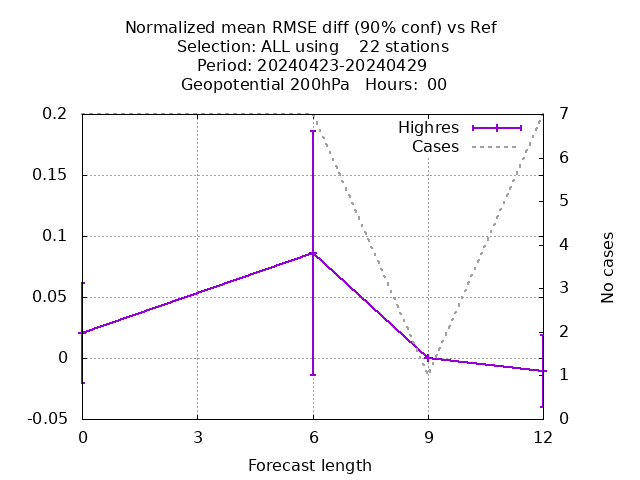 Normalized mean RMSE diff (90% conf) vs Ref
Selection: ALL using    22 stations
Period: 20240423-20240429
Geopotential 200hPa   Hours:  00
0.2
0.15
0.1
0.05
0
-0.05
0
3
6
9
12
Forecast length
Highres
Cases
7
6
5
4
3
2
1
0
No cases